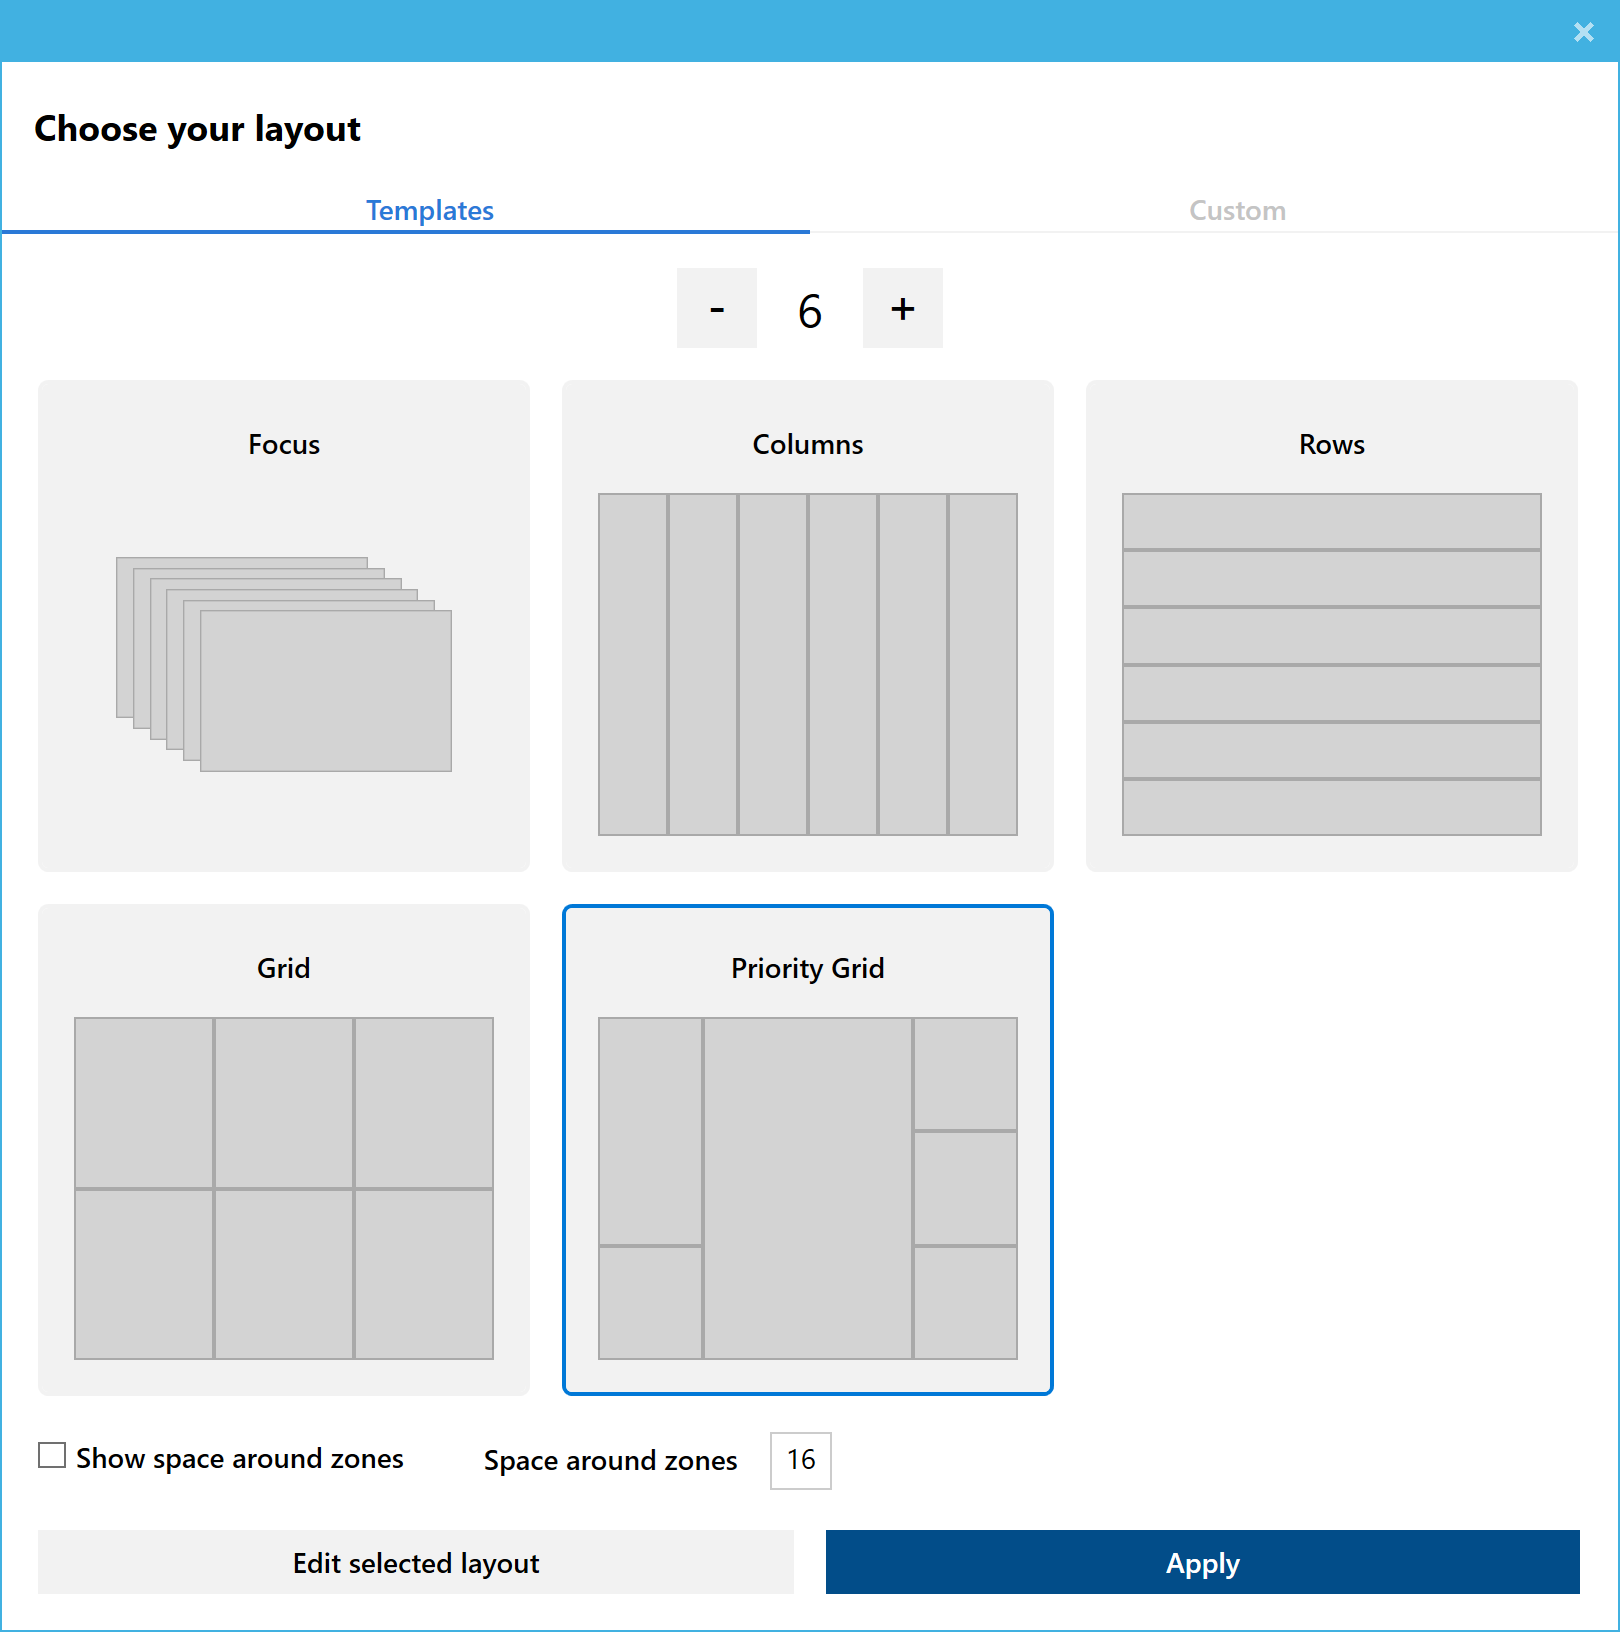 Choose your layout
Templates
Custom
- 6 +
Focus
Columns
Rows
Grid
Priority Grid
Show space around zones
Space around zones 16
Edit selected layout
Apply